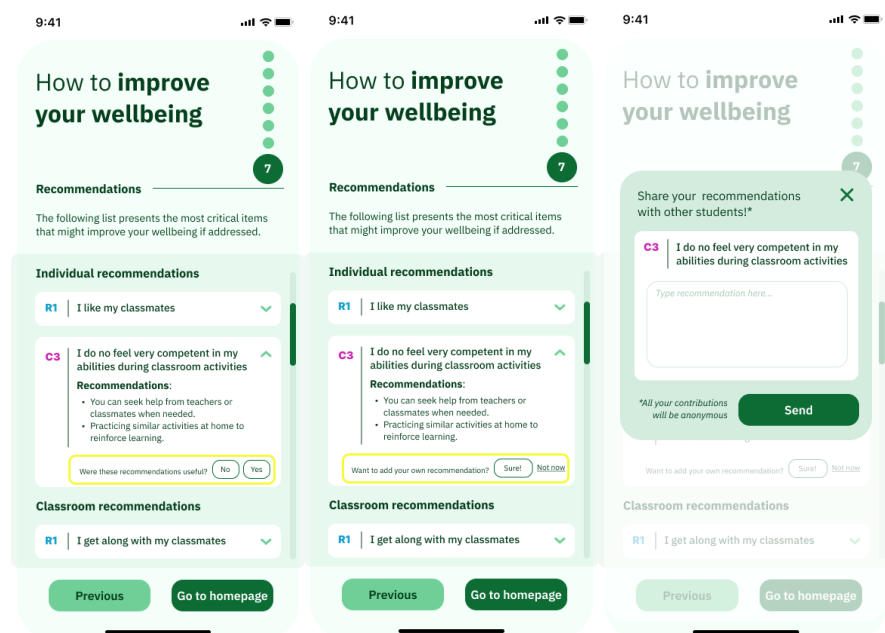 9:41
How to improve
your wellbeing
7
Recommendations
The following list presents the most critical items
that might improve your wellbeing if addressed.
Individual recommendations
R1 I like my classmates
C3 I do no feel very competent in my
abilities during classroom activities
Recommendations:
• You can seek help from teachers or
classmates when needed.
• Practicing similar activities at home to
reinforce learning.
Were these recommendations useful? No Yes
Classroom recommendations
R1 I get along with my classmates
Previous Go to homepage
9:41
How to improve
your wellbeing
7
Recommendations
The following list presents the most critical items
that might improve your wellbeing if addressed.
Individual recommendations
R1 I like my classmates
C3 I do no feel very competent in my
abilities during classroom activities
Recommendations:
• You can seek help from teachers or
classmates when needed.
• Practicing similar activities at home to
reinforce learning.
Want to add your own recommendation? Sure! Not now
Classroom recommendations
R1 I get along with my classmates
Previous Go to homepage
9:41
How to improve
your wellbeing
7
Share your recommendations
with other students!*
C3 I do no feel very competent in my
abilities during classroom activities
Type recommendation here...
*All your contributions
will be anonymous
Send
Want to add your own recommendation? Sure! Not now
Classroom recommendations
R1 I get along with my classmates
Previous Go to homepage